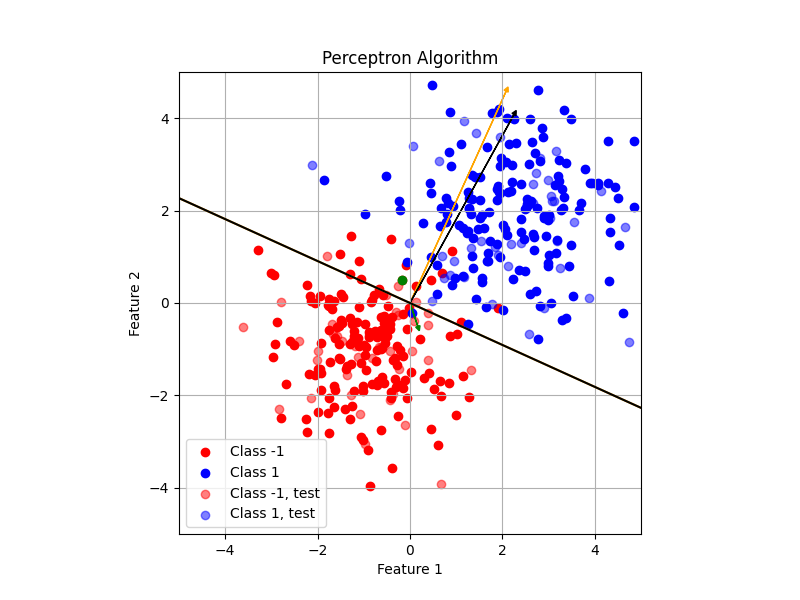 Perceptron Algorithm
4
2
0
−2
−4
Feature 2
Class -1
Class 1
Class -1, test
Class 1, test
−4 −2 0 2 4
Feature 1